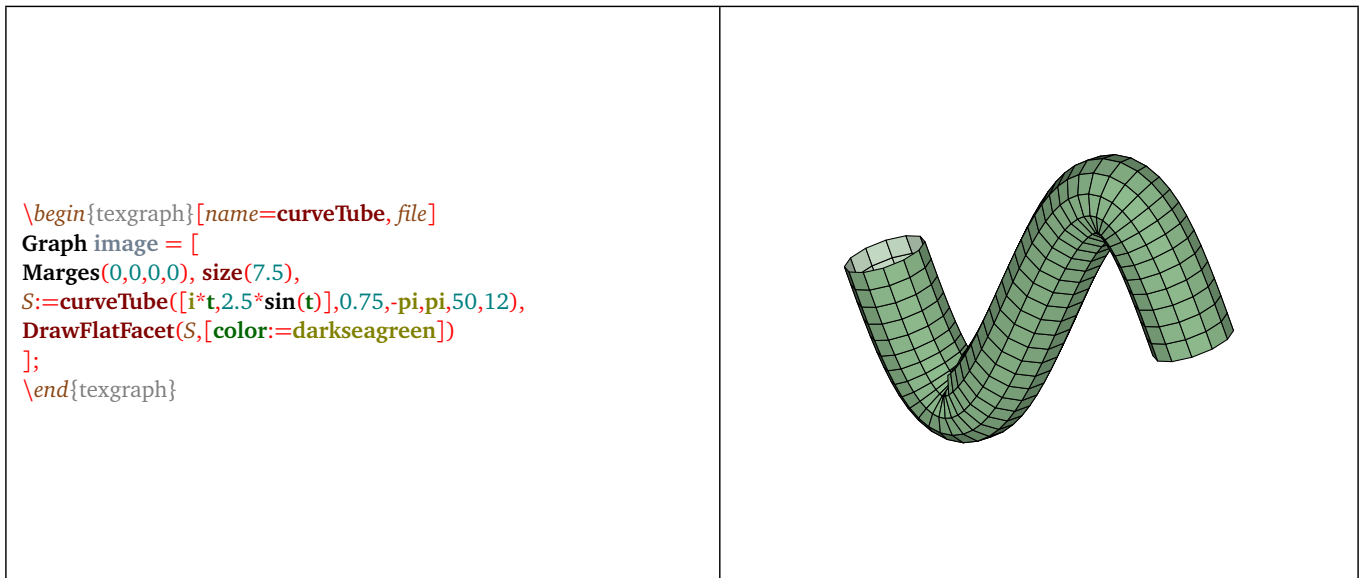 \begin{texgraph}[name=curveTube, file]
Graph image = [
Marges(0,0,0,0), size(7.5),
S:=curveTube([i*t,2.5*sin(t)],0.75,-pi,pi,50,12),
DrawFlatFacet(S,[color:=darkseagreen])
];
\end{texgraph}